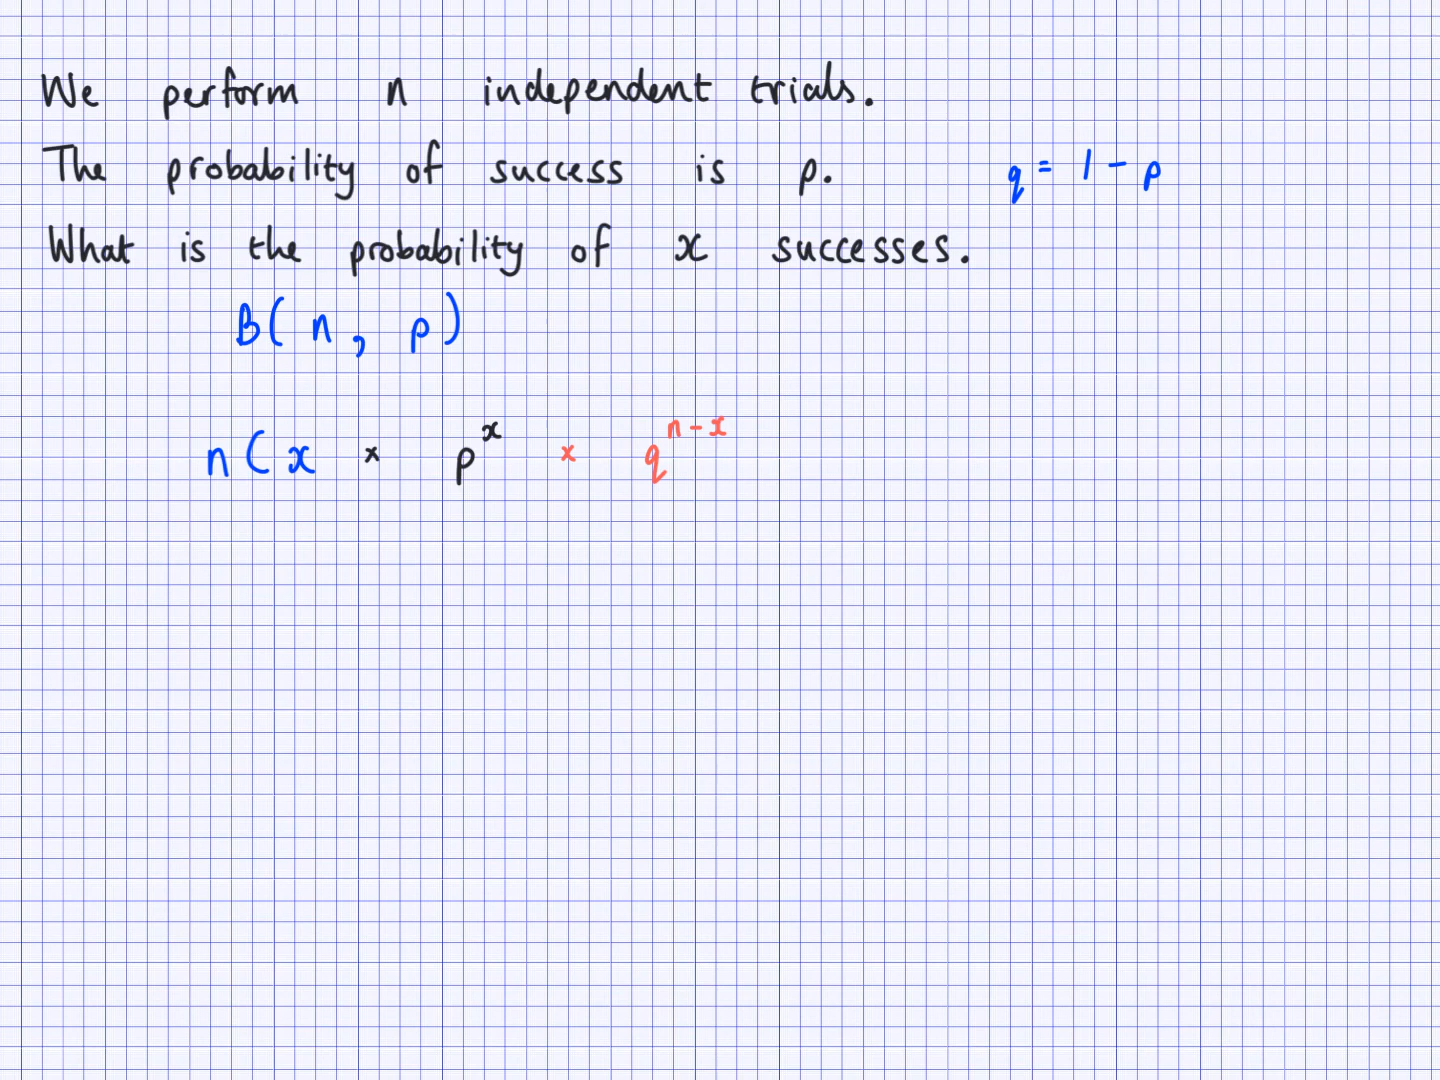 We perform n independent trials.
The probability of success is p. q = 1 - p
What is the probability of x successes.
B( n , p )
n C x × p^x × q^{n-x}